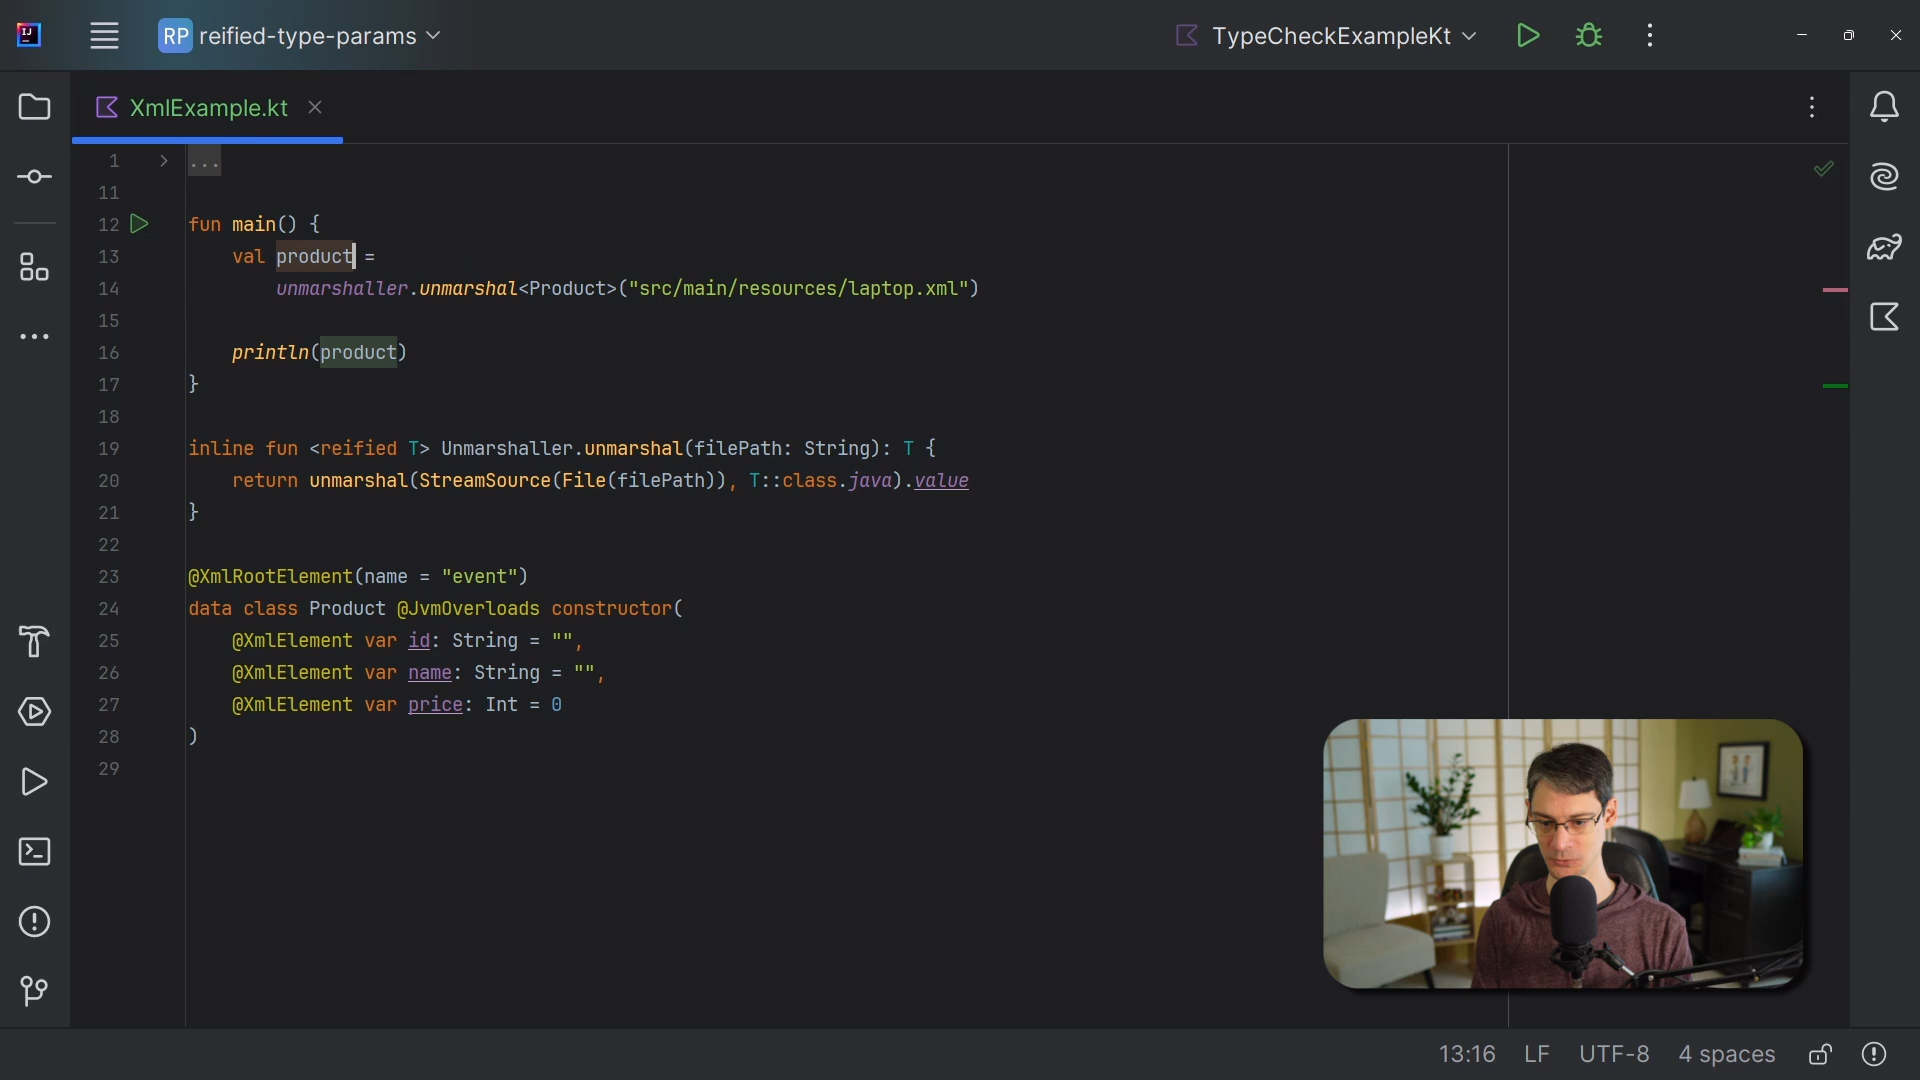 IJ
RP reified-type-params
TypeCheckExampleKt
XmlExample.kt
1 ...
11
12 fun main() {
13     val product =
14         unmarshaller.unmarshal<Product>("src/main/resources/laptop.xml")
15
16     println(product)
17 }
18
19 inline fun <reified T> Unmarshaller.unmarshal(filePath: String): T {
20     return unmarshal(StreamSource(File(filePath)), T::class.java).value
21 }
22
23 @XmlRootElement(name = "event")
24 data class Product @JvmOverloads constructor(
25     @XmlElement var id: String = "",
26     @XmlElement var name: String = "",
27     @XmlElement var price: Int = 0
28 )
29
13:16 LF UTF-8 4 spaces